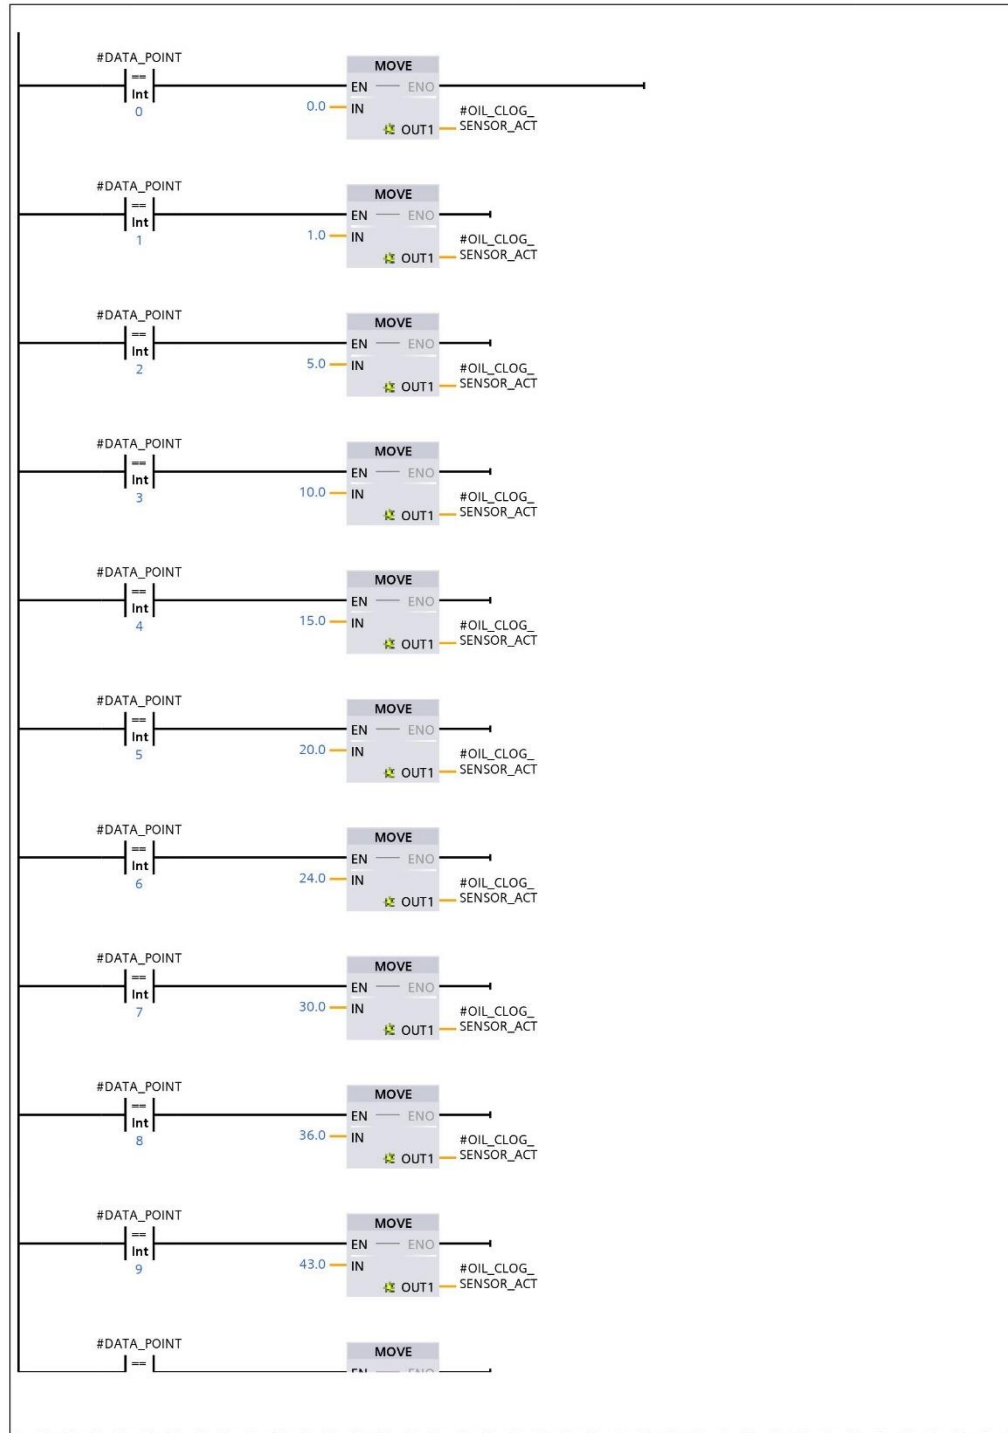 #DATA_POINT
MOVE
==
EN ENO
Int
0.0 IN
0
#OIL_CLOG_
OUT1 SENSOR_ACT
#DATA_POINT
MOVE
==
EN ENO
Int
1.0 IN
1
#OIL_CLOG_
OUT1 SENSOR_ACT
#DATA_POINT
MOVE
==
EN ENO
Int
5.0 IN
2
#OIL_CLOG_
OUT1 SENSOR_ACT
#DATA_POINT
MOVE
==
EN ENO
Int
10.0 IN
3
#OIL_CLOG_
OUT1 SENSOR_ACT
#DATA_POINT
MOVE
==
EN ENO
Int
15.0 IN
4
#OIL_CLOG_
OUT1 SENSOR_ACT
#DATA_POINT
MOVE
==
EN ENO
Int
20.0 IN
5
#OIL_CLOG_
OUT1 SENSOR_ACT
#DATA_POINT
MOVE
==
EN ENO
Int
24.0 IN
6
#OIL_CLOG_
OUT1 SENSOR_ACT
#DATA_POINT
MOVE
==
EN ENO
Int
30.0 IN
7
#OIL_CLOG_
OUT1 SENSOR_ACT
#DATA_POINT
MOVE
==
EN ENO
Int
36.0 IN
8
#OIL_CLOG_
OUT1 SENSOR_ACT
#DATA_POINT
MOVE
==
EN ENO
Int
43.0 IN
9
#OIL_CLOG_
OUT1 SENSOR_ACT
#DATA_POINT
MOVE
==